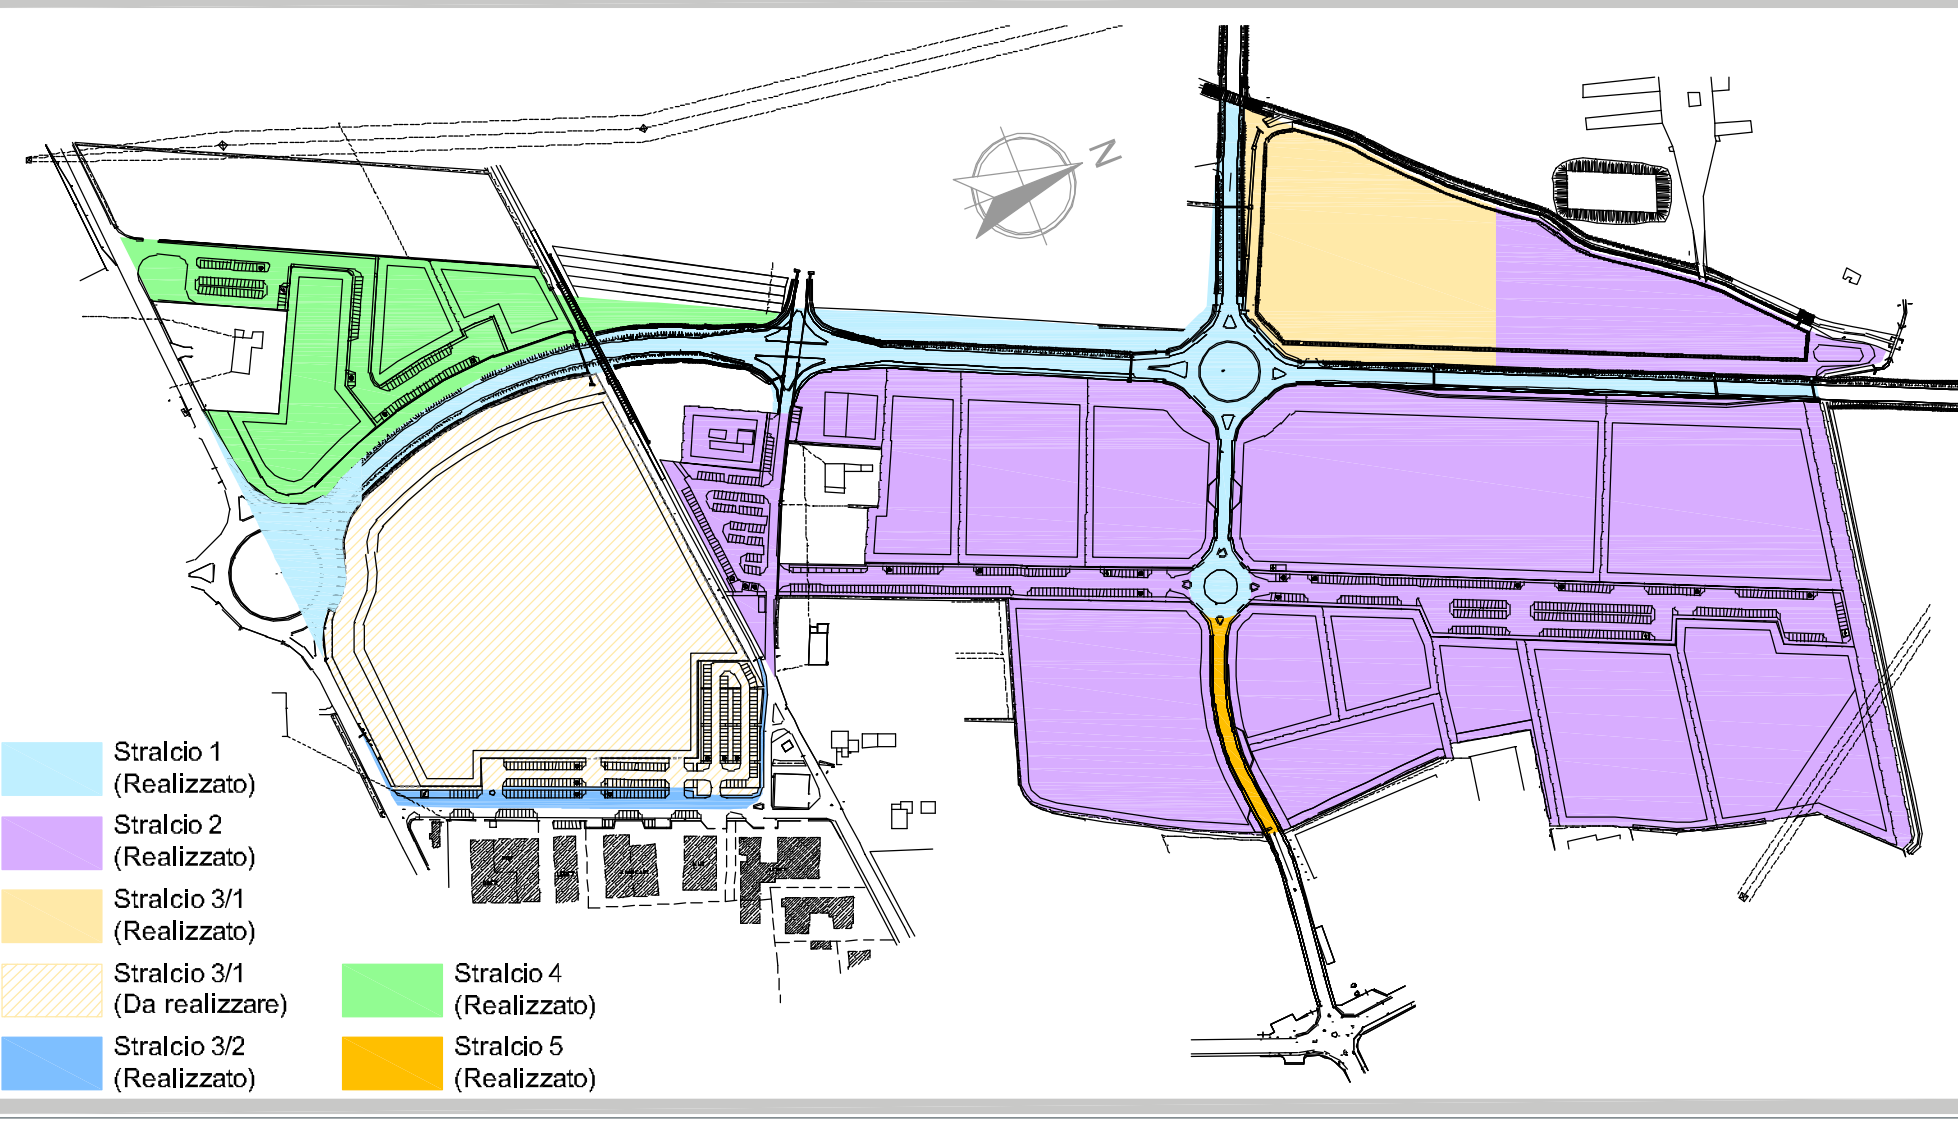 N
Stralcio 1
(Realizzato)
Stralcio 2
(Realizzato)
Stralcio 3/1
(Realizzato)
Stralcio 3/1
(Da realizzare)
Stralcio 3/2
(Realizzato)
Stralcio 4
(Realizzato)
Stralcio 5
(Realizzato)